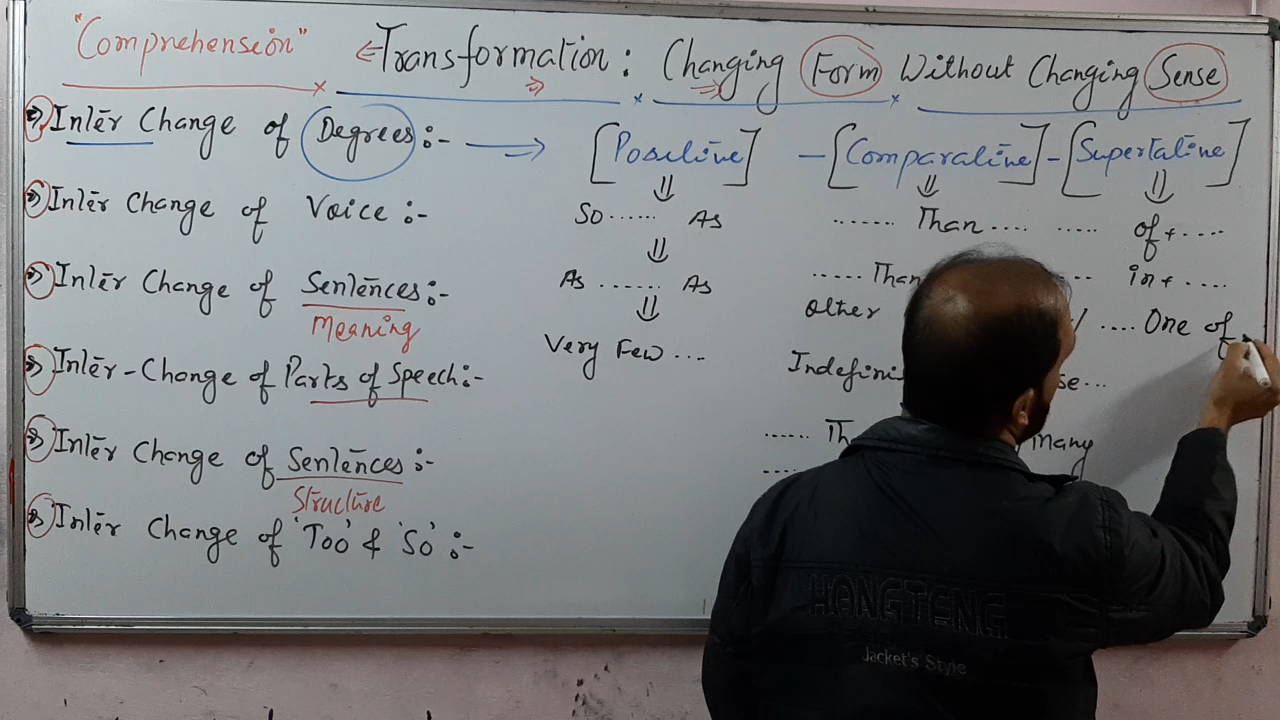 "Comprehension" Transformation: Changing Form Without Changing Sense
Inter Change of Degrees:- [Positive] - [Comparative] - [Superlative]
Inter Change of Voice :- So...... As ....... Than .... ..... of + ....
Inter Change of Sentences:- As ...... As ..... Than in + ....
Meaning other .... One of
Inter-Change of Parts of Speech:- Very Few ...
Inter Change of Sentences :- ...... many
Structure
Inter Change of 'Too' & 'So' :-
HONGTENG
Jacket's Style